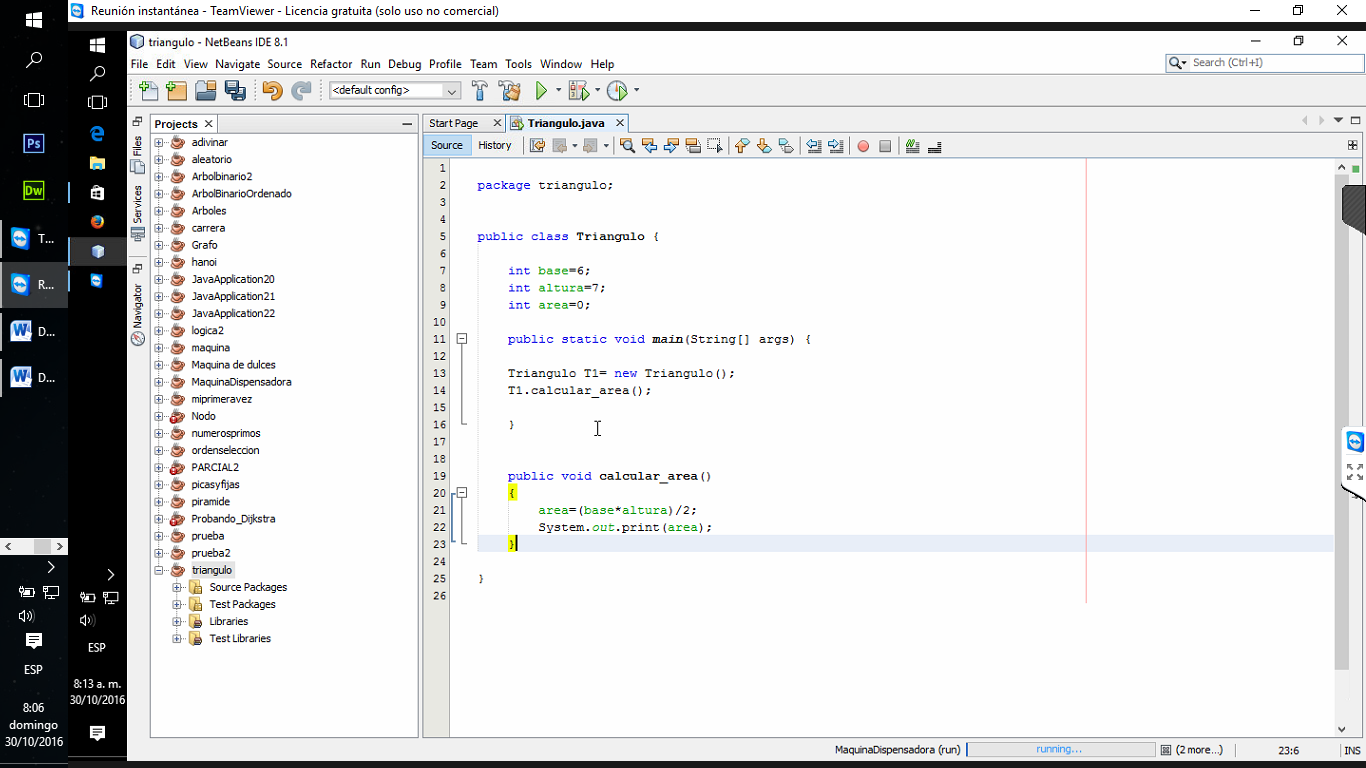 Reunión instantánea - TeamViewer - Licencia gratuita (solo uso no comercial)
triangulo - NetBeans IDE 8.1
File Edit View Navigate Source Refactor Run Debug Profile Team Tools Window Help
Search (Ctrl+I)
<default config>
Projects
Start Page
Triangulo.java
Source
History
Files
Services
Navigator
adivinar
aleatorio
Arbolbinario2
ArbolBinarioOrdenado
Arboles
carrera
Grafo
hanoi
JavaApplication20
JavaApplication21
JavaApplication22
logica2
maquina
Maquina de dulces
MaquinaDispensadora
miprimeravez
Nodo
numerosprimos
ordenseleccion
PARCIAL2
picasyfijas
piramide
Probando_Dijkstra
prueba
prueba2
triangulo
Source Packages
Test Packages
Libraries
Test Libraries
1
2 package triangulo;
3
4
5 public class Triangulo {
6
7 int base=6;
8 int altura=7;
9 int area=0;
10
11 public static void main(String[] args) {
12
13 Triangulo T1= new Triangulo();
14 T1.calcular_area();
15
16 }
17
18
19 public void calcular_area()
20 {
21 area=(base*altura)/2;
22 System.out.print(area);
23 }
24
25 }
26
MaquinaDispensadora (run)
running...
(2 more...)
23:6
INS
Ps
Dw
T...
R...
D...
D...
ESP
8:06
domingo
30/10/2016
ESP
8:13 a. m.
30/10/2016